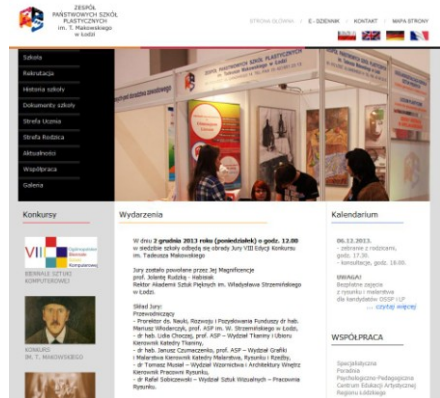 ZESPÓŁ
PAŃSTWOWYCH SZKÓŁ
PLASTYCZNYCH
im. T. Makowskiego
w Łodzi
STRONA GŁÓWNA / E - DZIENNIK / KONTAKT / MAPA STRONY
Szkoła
Rekrutacja
Historia szkoły
Dokumenty szkoły
Strefa Ucznia
Strefa Rodzica
Aktualności
Współpraca
Galeria
Konkursy
VIII
Ogólnopolskie
Biennale
Sztuki
Komputerowej
BIENNALE SZTUKI
KOMPUTEROWEJ
KONKURS
IM. T. MAKOWSKIEGO
Wydarzenia
W dniu 2 grudnia 2013 roku (poniedziałek) o godz. 12.00
w siedzibie szkoły odbędą się obrady Jury VIII Edycji Konkursu
im. Tadeusza Makowskiego
Jury zostało powołane przez Jej Magnificencję
prof. Jolantę Rudzką - Habisiak
Rektor Akademii Sztuk Pięknych im. Władysława Strzemińskiego
w Łodzi.
Skład Jury:
Przewodniczący
- Prorektor ds. Nauki, Rozwoju i Pozyskiwania Funduszy dr hab.
Mariusz Włodarczyk, prof. ASP im. W. Strzemińskiego w Łodzi,
- dr hab. Lidia Choczaj, prof. ASP – Wydział Tkaniny i Ubioru
Kierownik Katedry Tkaniny,
- dr hab. Janusz Czumaczenko, prof. ASP – Wydział Grafiki
i Malarstwa Kierownik Katedry Malarstwa, Rysunku i Rzeźby,
- dr Tomasz Musiał – Wydział Wzornictwa i Architektury Wnętrz
Kierownik Pracowni Rysunku,
- dr Rafał Sobiczewski – Wydział Sztuk Wizualnych – Pracownia
Rysunku.
Kalendarium
06.12.2013.
- zebranie z rodzicami,
godz. 17.30.
- konsultacje, godz. 18.00.
UWAGA!
Bezpłatne zajęcia
z rysunku i malarstwa
dla kandydatów OSSP i LP
... czytaj więcej
WSPÓŁPRACA
Specjalistyczna
Poradnia
Psychologiczno-Pedagogiczna
Centrum Edukacji Artystycznej
Regionu Łódzkiego